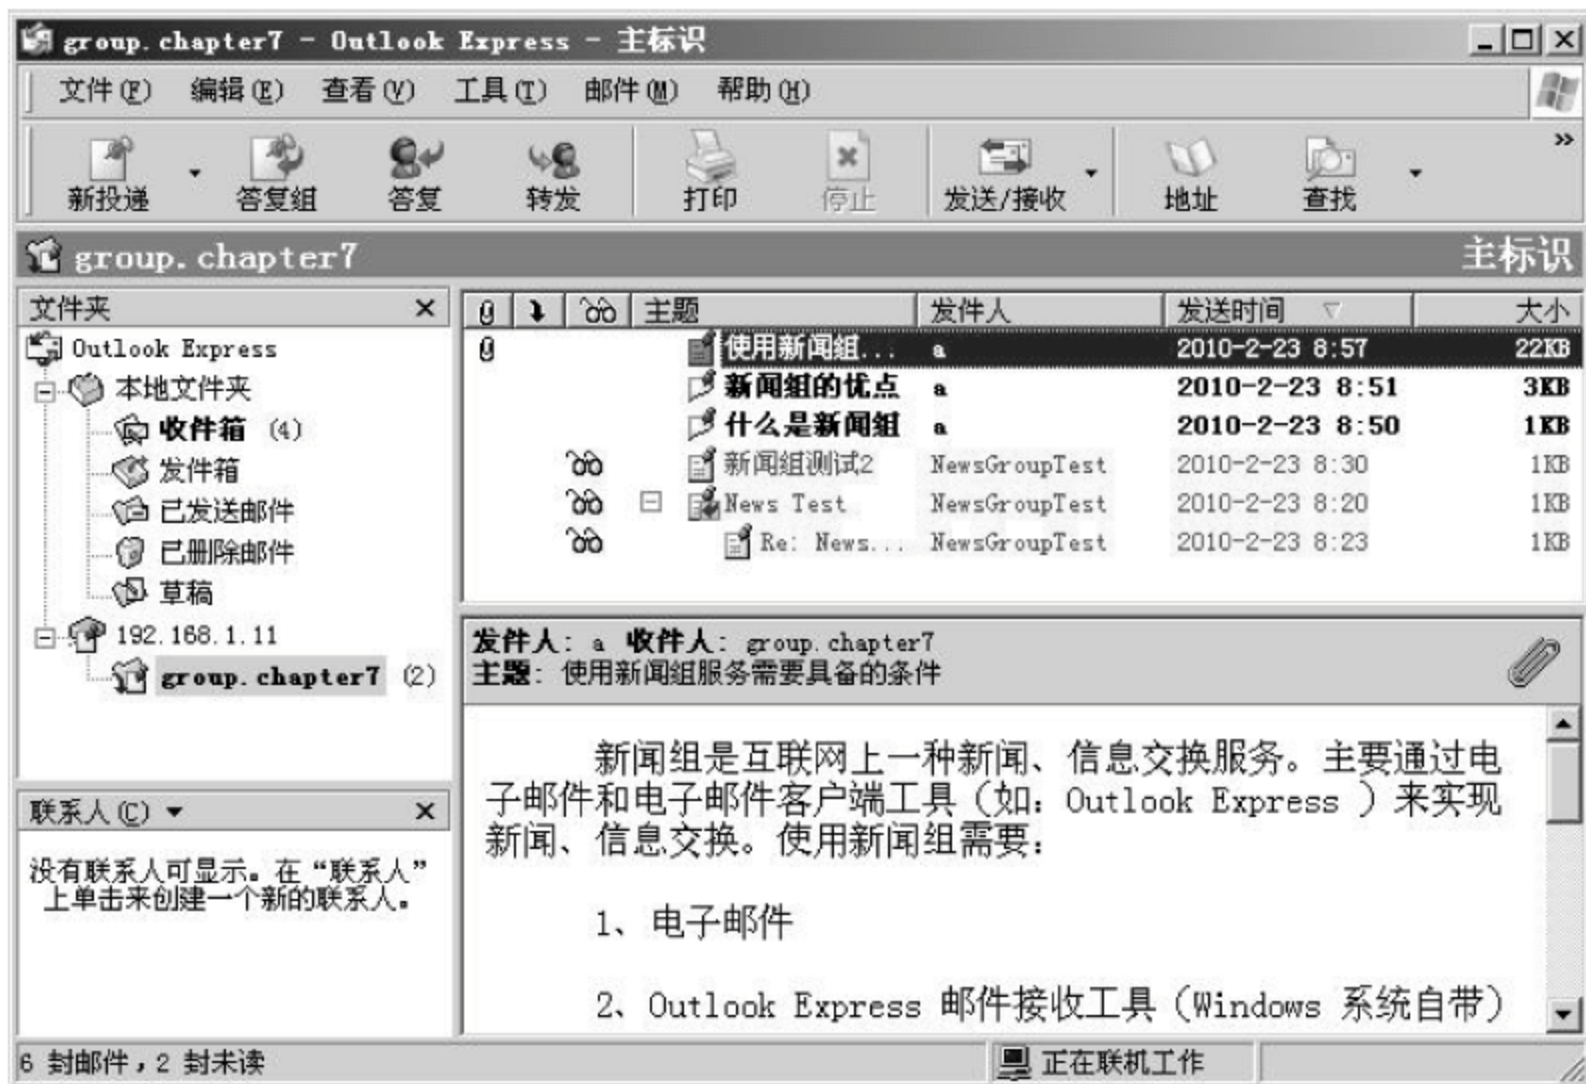 group.chapter7 - Outlook Express - 主标识
文件(F) 编辑(E) 查看(V) 工具(T) 邮件(M) 帮助(H)
新投递 答复组 答复 转发 打印 停止 发送/接收 地址 查找 »
group.chapter7 主标识
文件夹
Outlook Express
本地文件夹
收件箱 (4)
发件箱
已发送邮件
已删除邮件
草稿
192.168.1.11
group.chapter7 (2)
联系人(C)
没有联系人可显示。在“联系人”
上单击来创建一个新的联系人。
主题 发件人 发送时间 大小
使用新闻组... a 2010-2-23 8:57 22KB
新闻组的优点 a 2010-2-23 8:51 3KB
什么是新闻组 a 2010-2-23 8:50 1KB
新闻组测试2 NewsGroupTest 2010-2-23 8:30 1KB
News Test NewsGroupTest 2010-2-23 8:20 1KB
Re: News... NewsGroupTest 2010-2-23 8:23 1KB
发件人: a 收件人: group.chapter7
主题: 使用新闻组服务需要具备的条件
新闻组是互联网上一种新闻、信息交换服务。主要通过电
子邮件和电子邮件客户端工具（如：Outlook Express ）来实现
新闻、信息交换。使用新闻组需要：
1、电子邮件
2、Outlook Express 邮件接收工具（Windows 系统自带）
6 封邮件，2 封未读 正在联机工作